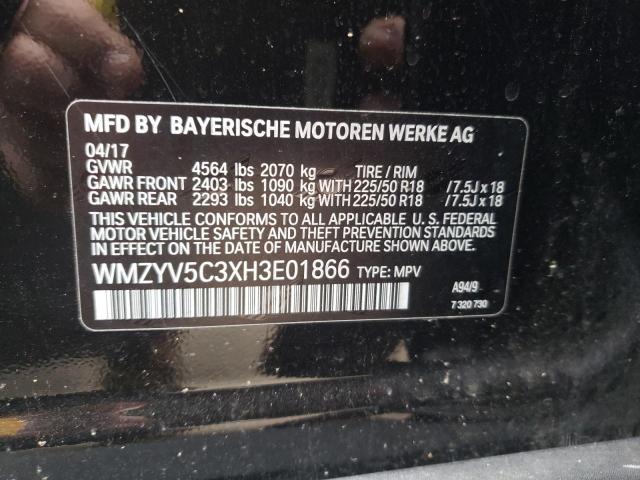 MFD BY BAYERISCHE MOTOREN WERKE AG
04/17
GVWR 4564 lbs 2070 kg TIRE / RIM
GAWR FRONT 2403 lbs 1090 kg WITH 225/50 R18 / 7.5J x 18
GAWR REAR 2293 lbs 1040 kg WITH 225/50 R18 / 7.5J x 18
THIS VEHICLE CONFORMS TO ALL APPLICABLE U. S. FEDERAL
MOTOR VEHICLE SAFETY AND THEFT PREVENTION STANDARDS
IN EFFECT ON THE DATE OF MANUFACTURE SHOWN ABOVE.
WMZYV5C3XH3E01866 TYPE: MPV
A94/9
7 320 730